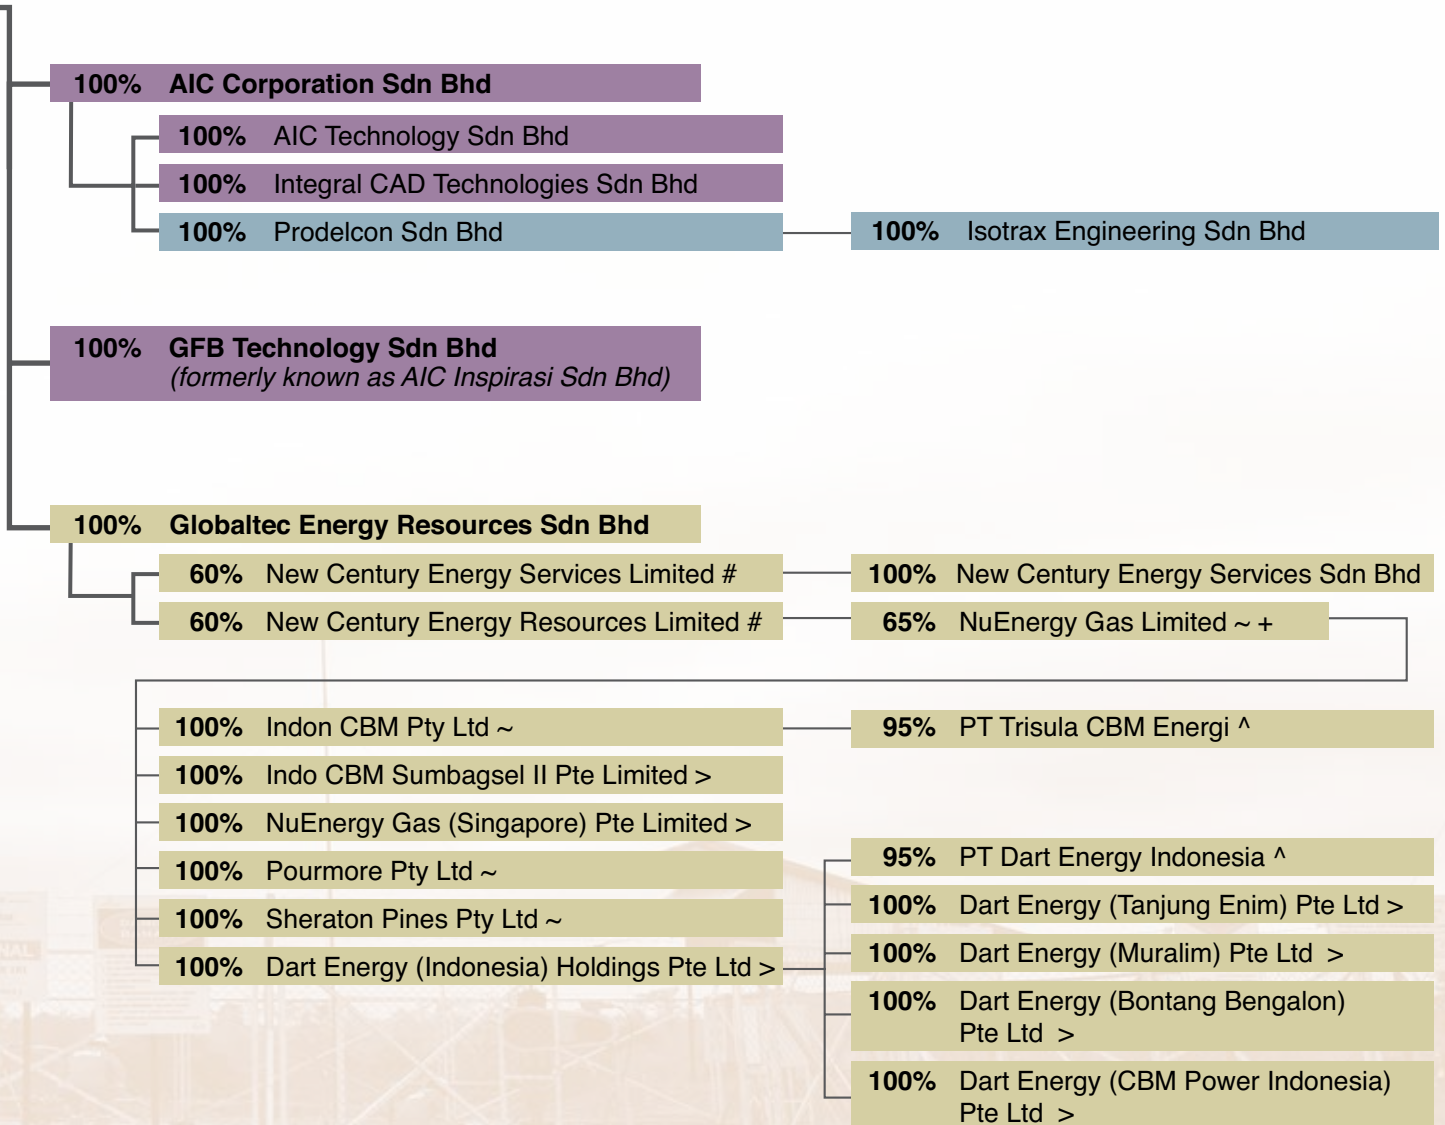 100% AIC Corporation Sdn Bhd
100% AIC Technology Sdn Bhd
100% Integral CAD Technologies Sdn Bhd
100% Prodelcon Sdn Bhd
100% Isotrax Engineering Sdn Bhd
100% GFB Technology Sdn Bhd
(formerly known as AIC Inspirasi Sdn Bhd)
100% Globaltec Energy Resources Sdn Bhd
60% New Century Energy Services Limited #
100% New Century Energy Services Sdn Bhd
60% New Century Energy Resources Limited #
65% NuEnergy Gas Limited ~ +
100% Indon CBM Pty Ltd ~
95% PT Trisula CBM Energi ^
100% Indo CBM Sumbagsel II Pte Limited >
100% NuEnergy Gas (Singapore) Pte Limited >
100% Pourmore Pty Ltd ~
100% Sheraton Pines Pty Ltd ~
100% Dart Energy (Indonesia) Holdings Pte Ltd >
95% PT Dart Energy Indonesia ^
100% Dart Energy (Tanjung Enim) Pte Ltd >
100% Dart Energy (Muralim) Pte Ltd >
100% Dart Energy (Bontang Bengalon)
Pte Ltd >
100% Dart Energy (CBM Power Indonesia)
Pte Ltd >